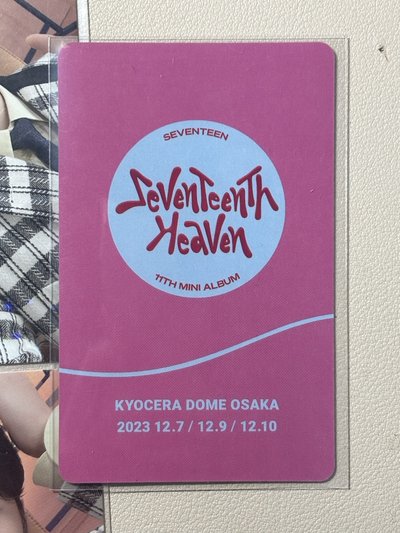 SEVENTEEN
Seventeenth
Heaven
11TH MINI ALBUM
KYOCERA DOME OSAKA
2023 12.7 / 12.9 / 12.10